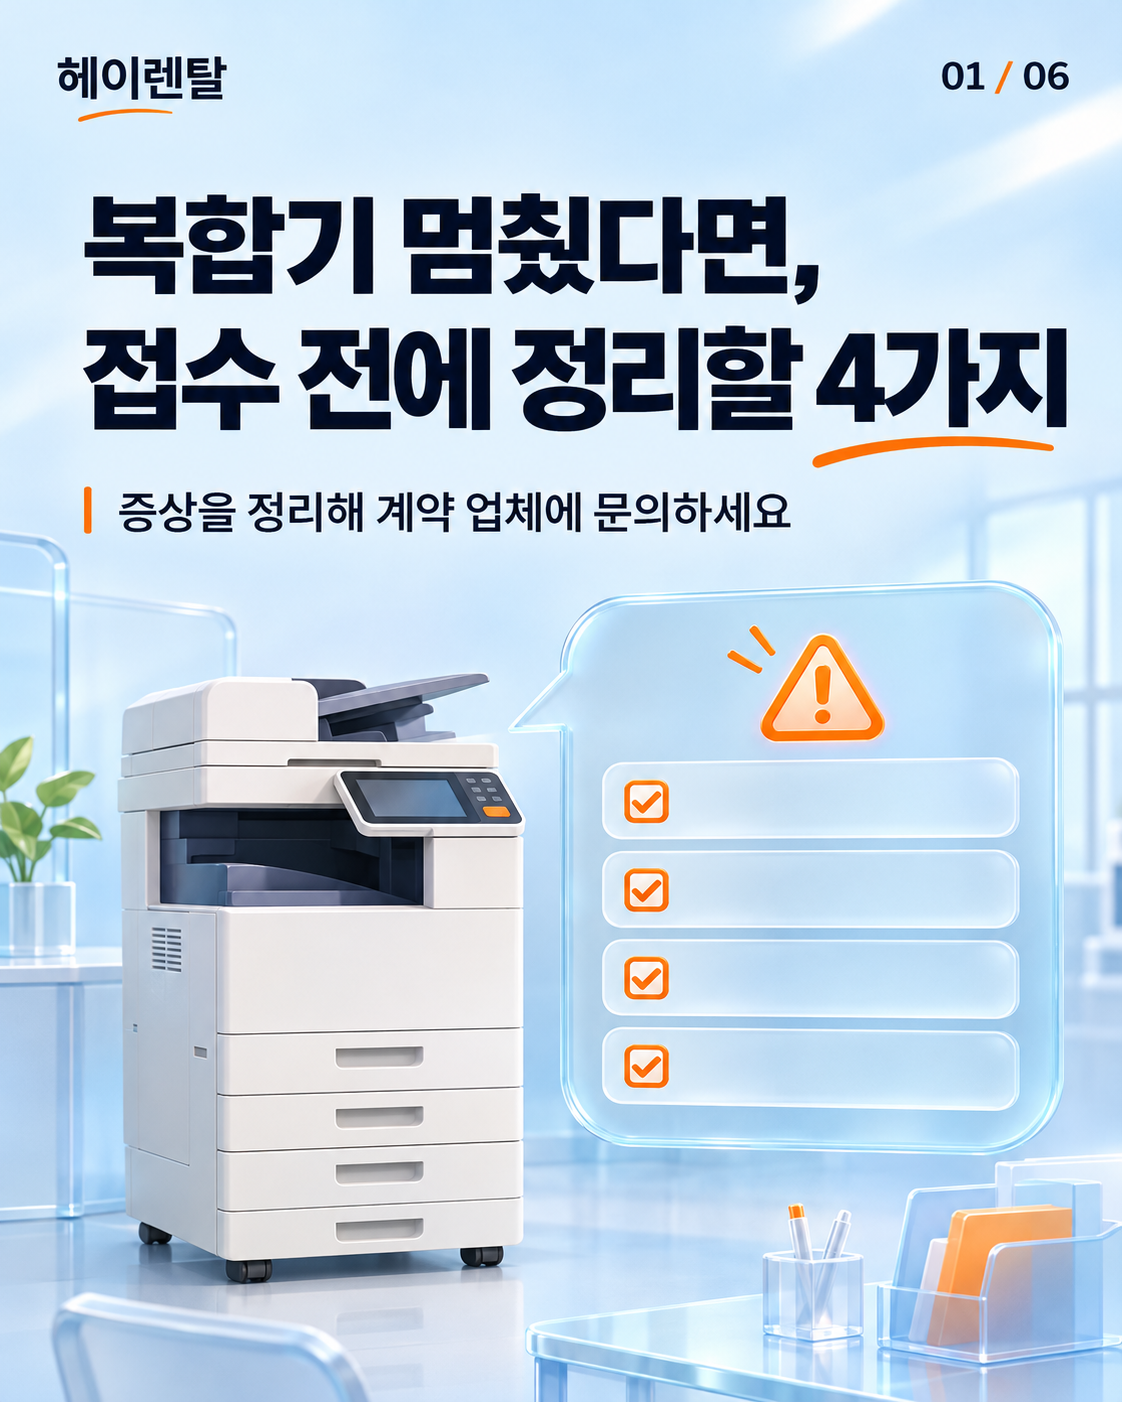 헤이렌탈
01 / 06
복합기 멈췄다면,
접수 전에 정리할 4가지
증상을 정리해 계약 업체에 문의하세요